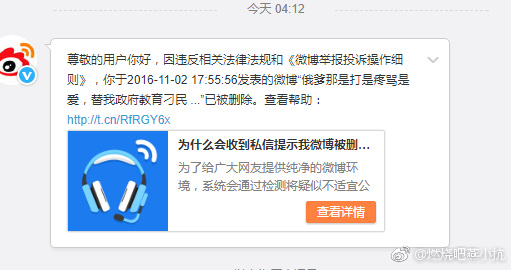 今天 04:12
尊敬的用户你好，因违反相关法律法规和《微博举报投诉操作细
则》，你于2016-11-02 17:55:56发表的微博“俄爹那是打是疼骂是
爱，替我政府教育刁民 ...”已被删除。查看帮助：
http://t.cn/RfRGY6x
为什么会收到私信提示我微博被删...
为了给广大网友提供纯净的微博环
境，系统会通过检测将疑似不适宜公
查看详情